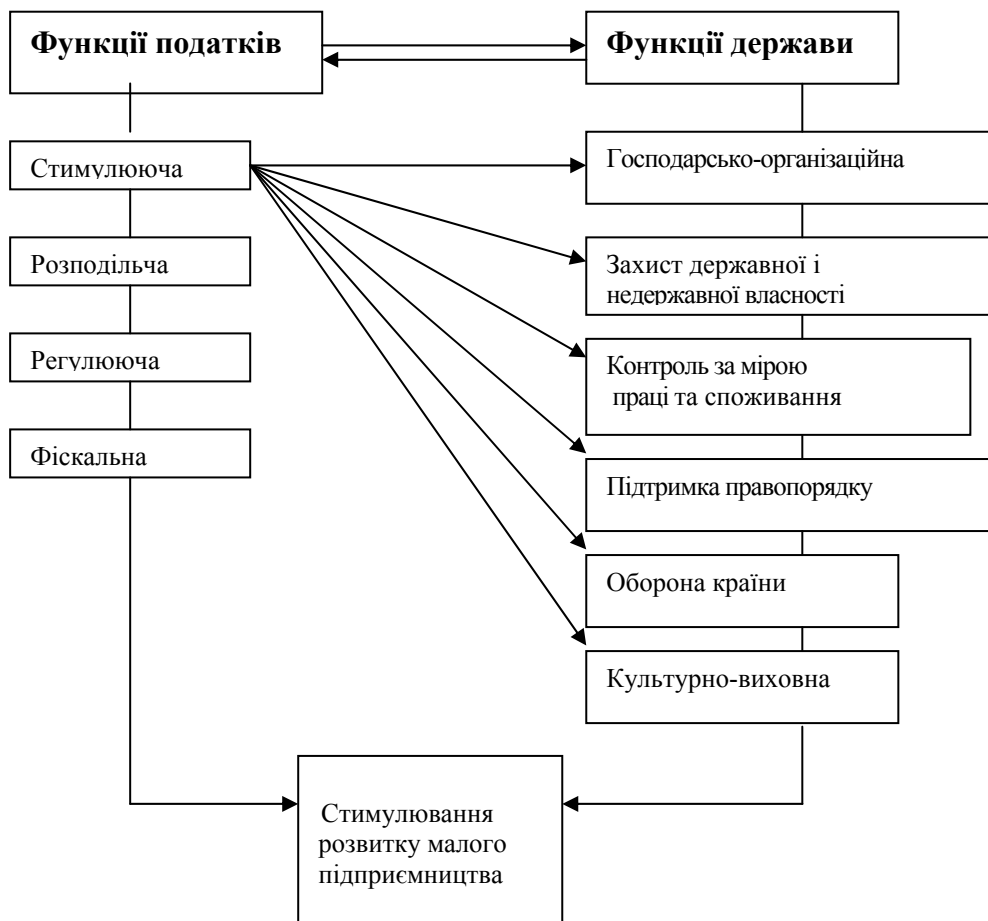 Функції податків
Функції держави
Стимулююча
Розподільча
Регулююча
Фіскальна
Господарсько-організаційна
Захист державної і
недержавної власності
Контроль за мірою
праці та споживання
Підтримка правопорядку
Оборона країни
Культурно-виховна
Стимулювання
розвитку малого
підприємництва